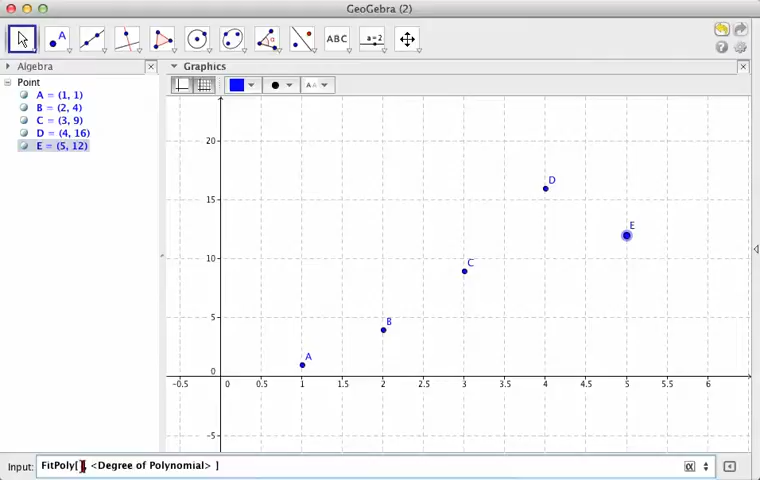 GeoGebra (2)
A
α
ABC
a=2
?
Algebra
Graphics
Point
A = (1, 1)
B = (2, 4)
C = (3, 9)
D = (4, 16)
E = (5, 12)
A A
20
15
10
5
0
-5
-0.5 0 0.5 1 1.5 2 2.5 3 3.5 4 4.5 5 5.5 6
D
E
C
B
A
Input: FitPoly[ , <Degree of Polynomial> ]
α